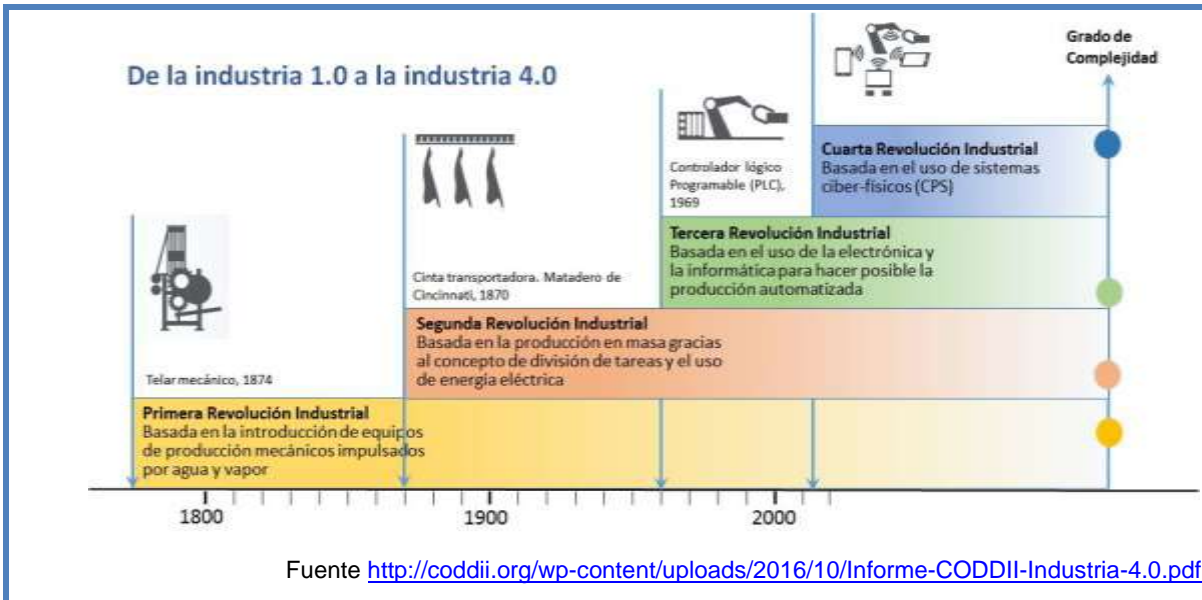 De la industria 1.0 a la industria 4.0
Grado de
Complejidad
Cuarta Revolución Industrial
Basada en el uso de sistemas
ciber-físicos (CPS)
Controlador lógico
Programable (PLC),
1969
Tercera Revolución Industrial
Basada en el uso de la electrónica y
la informática para hacer posible la
producción automatizada
Cinta transportadora. Matadero de
Cincinnati, 1870
Segunda Revolución Industrial
Basada en la producción en masa gracias
al concepto de división de tareas y el uso
de energía eléctrica
Telar mecánico, 1874
Primera Revolución Industrial
Basada en la introducción de equipos
de producción mecánicos impulsados
por agua y vapor
1800
1900
2000
Fuente http://coddii.org/wp-content/uploads/2016/10/Informe-CODDII-Industria-4.0.pdf